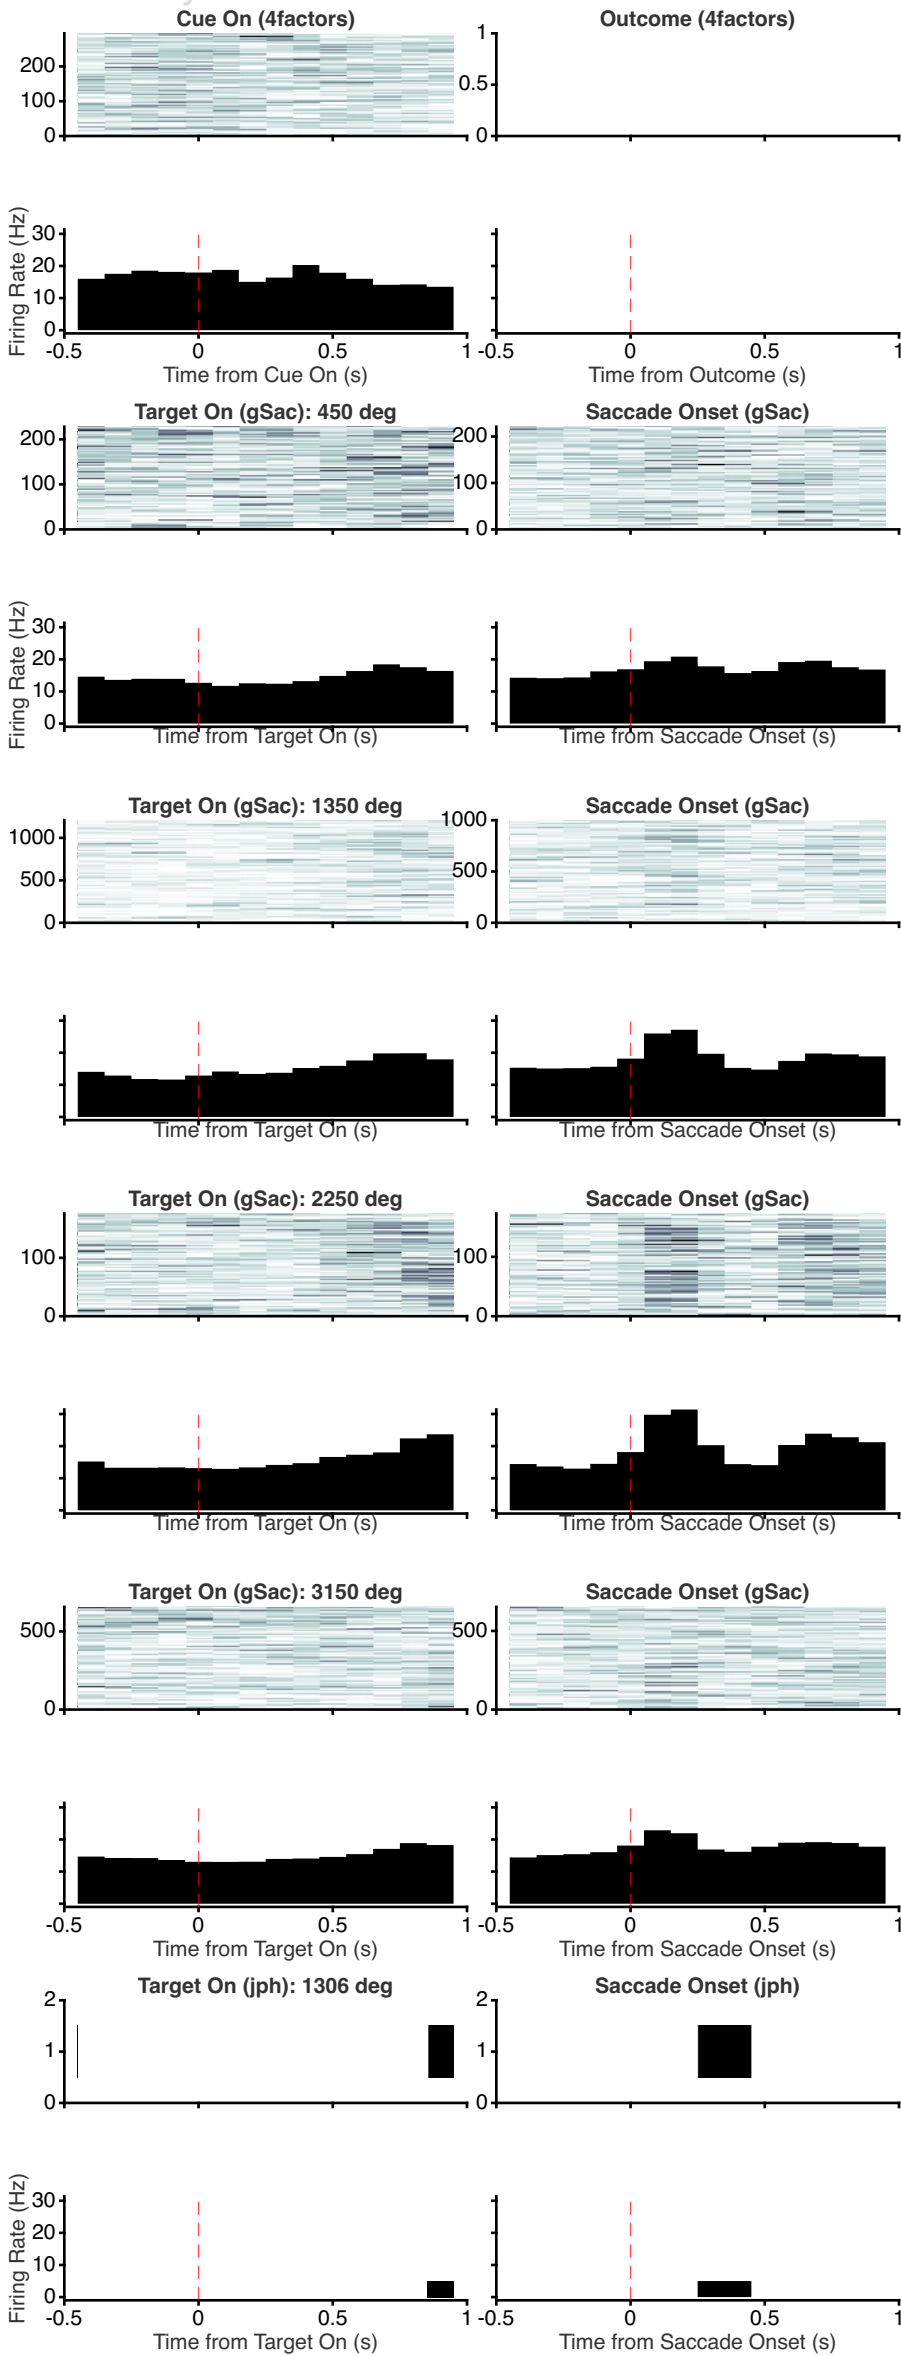 Cue On (4factors)
Outcome (4factors)
200
100
0
1
0.5
0
Firing Rate (Hz)
30
20
10
0
-0.5 0 0.5 1
Time from Cue On (s)
-0.5 0 0.5 1
Time from Outcome (s)
Target On (gSac): 450 deg
Saccade Onset (gSac)
200
100
0
200
100
0
Firing Rate (Hz)
30
20
10
0
Time from Target On (s)
Time from Saccade Onset (s)
Target On (gSac): 1350 deg
Saccade Onset (gSac)
1000
500
0
1000
500
0
Time from Target On (s)
Time from Saccade Onset (s)
Target On (gSac): 2250 deg
Saccade Onset (gSac)
100
0
100
0
Time from Target On (s)
Time from Saccade Onset (s)
Target On (gSac): 3150 deg
Saccade Onset (gSac)
500
0
500
0
-0.5 0 0.5 1
Time from Target On (s)
-0.5 0 0.5 1
Time from Saccade Onset (s)
Target On (jph): 1306 deg
Saccade Onset (jph)
2
1
0
2
1
0
Firing Rate (Hz)
30
20
10
0
-0.5 0 0.5 1
Time from Target On (s)
-0.5 0 0.5 1
Time from Saccade Onset (s)